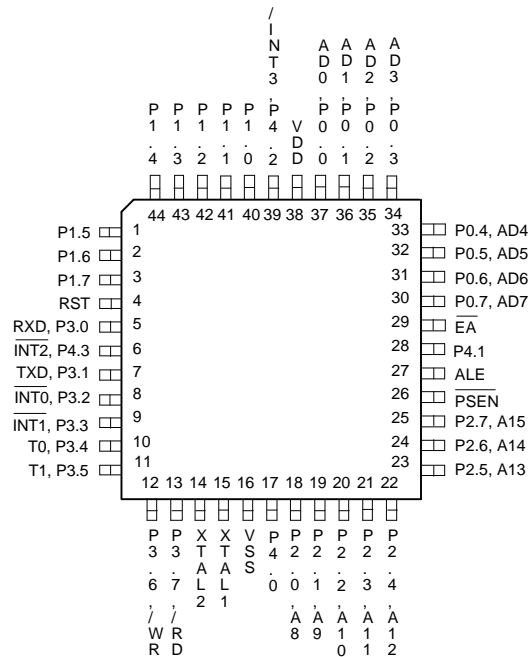 /INT3, P4.2
AD0, P0.0
AD1, P0.1
AD2, P0.2
AD3, P0.3
P1.4
P1.3
P1.2
P1.1
P1.0
VDD
44 43 42 41 40 39 38 37 36 35 34
P1.5 1
P1.6 2
P1.7 3
RST 4
RXD, P3.0 5
INT2, P4.3 6
TXD, P3.1 7
INT0, P3.2 8
INT1, P3.3 9
T0, P3.4 10
T1, P3.5 11
33 P0.4, AD4
32 P0.5, AD5
31 P0.6, AD6
30 P0.7, AD7
29 EA
28 P4.1
27 ALE
26 PSEN
25 P2.7, A15
24 P2.6, A14
23 P2.5, A13
12 13 14 15 16 17 18 19 20 21 22
P3.6, /WR
P3.7, /RD
XTAL2
XTAL1
VSS
P4.0
P2.0, A8
P2.1, A9
P2.2, A10
P2.3, A11
P2.4, A12